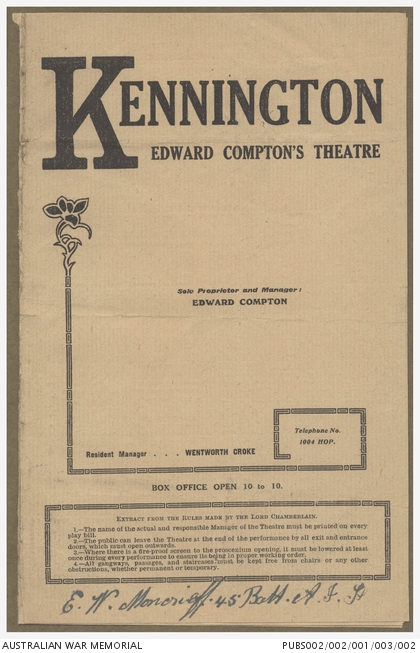 KENNINGTON
EDWARD COMPTON'S THEATRE
Sole Proprietor and Manager:
EDWARD COMPTON
Telephone No.
1004 HOP.
Resident Manager . . . WENTWORTH CROKE
BOX OFFICE OPEN 10 to 10.
EXTRACT FROM THE RULES MADE BY THE LORD CHAMBERLAIN.
1.—The name of the actual and responsible Manager of the Theatre must be printed on every
play bill.
2.—The public can leave the Theatre at the end of the performance by all exit and entrance
doors, which must open outwards.
3.—Where there is a fire-proof screen to the proscenium opening, it must be lowered at least
once during every performance to ensure its being in proper working order.
4.—All gangways, passages, and staircases must be kept free from chairs or any other
obstructions, whether permanent or temporary.
E. W. Moncrieff. 45 Batt. A. I. F.
AUSTRALIAN WAR MEMORIAL
PUBS002/002/001/003/002